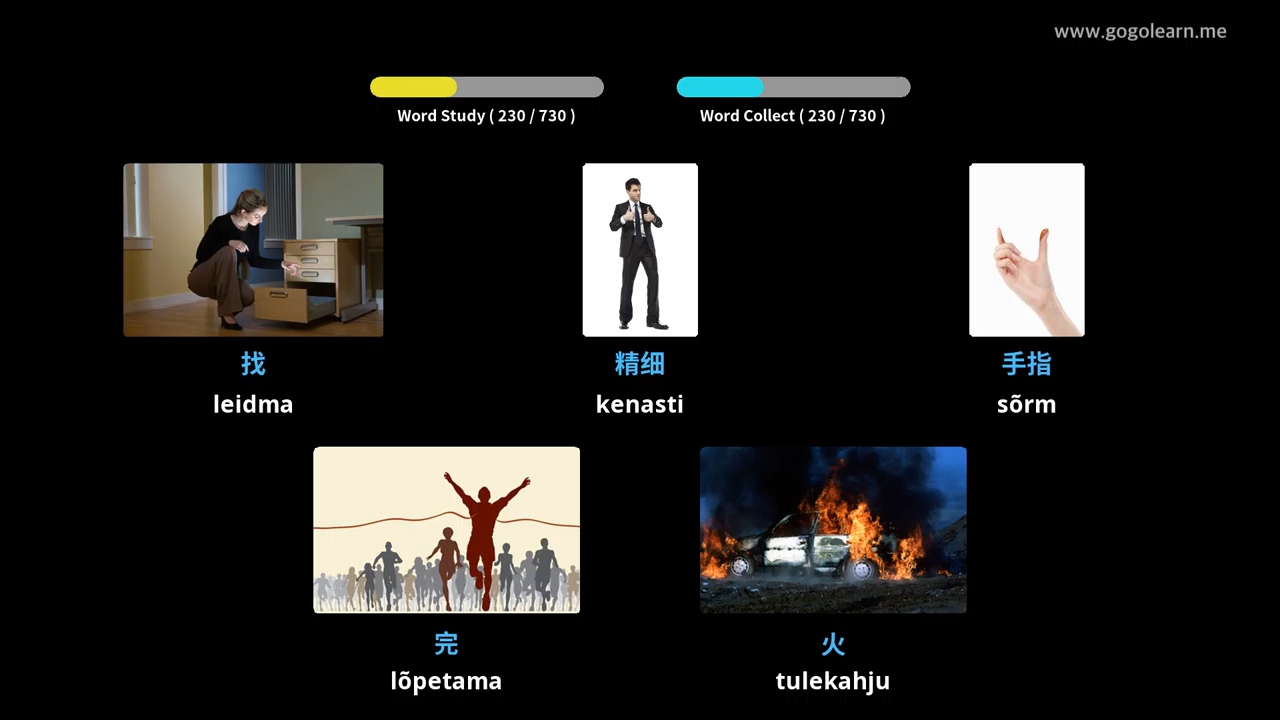 www.gogolearn.me
Word Study ( 230 / 730 )
Word Collect ( 230 / 730 )
找
leidma
精细
kenasti
手指
sõrm
完
lõpetama
火
tulekahju